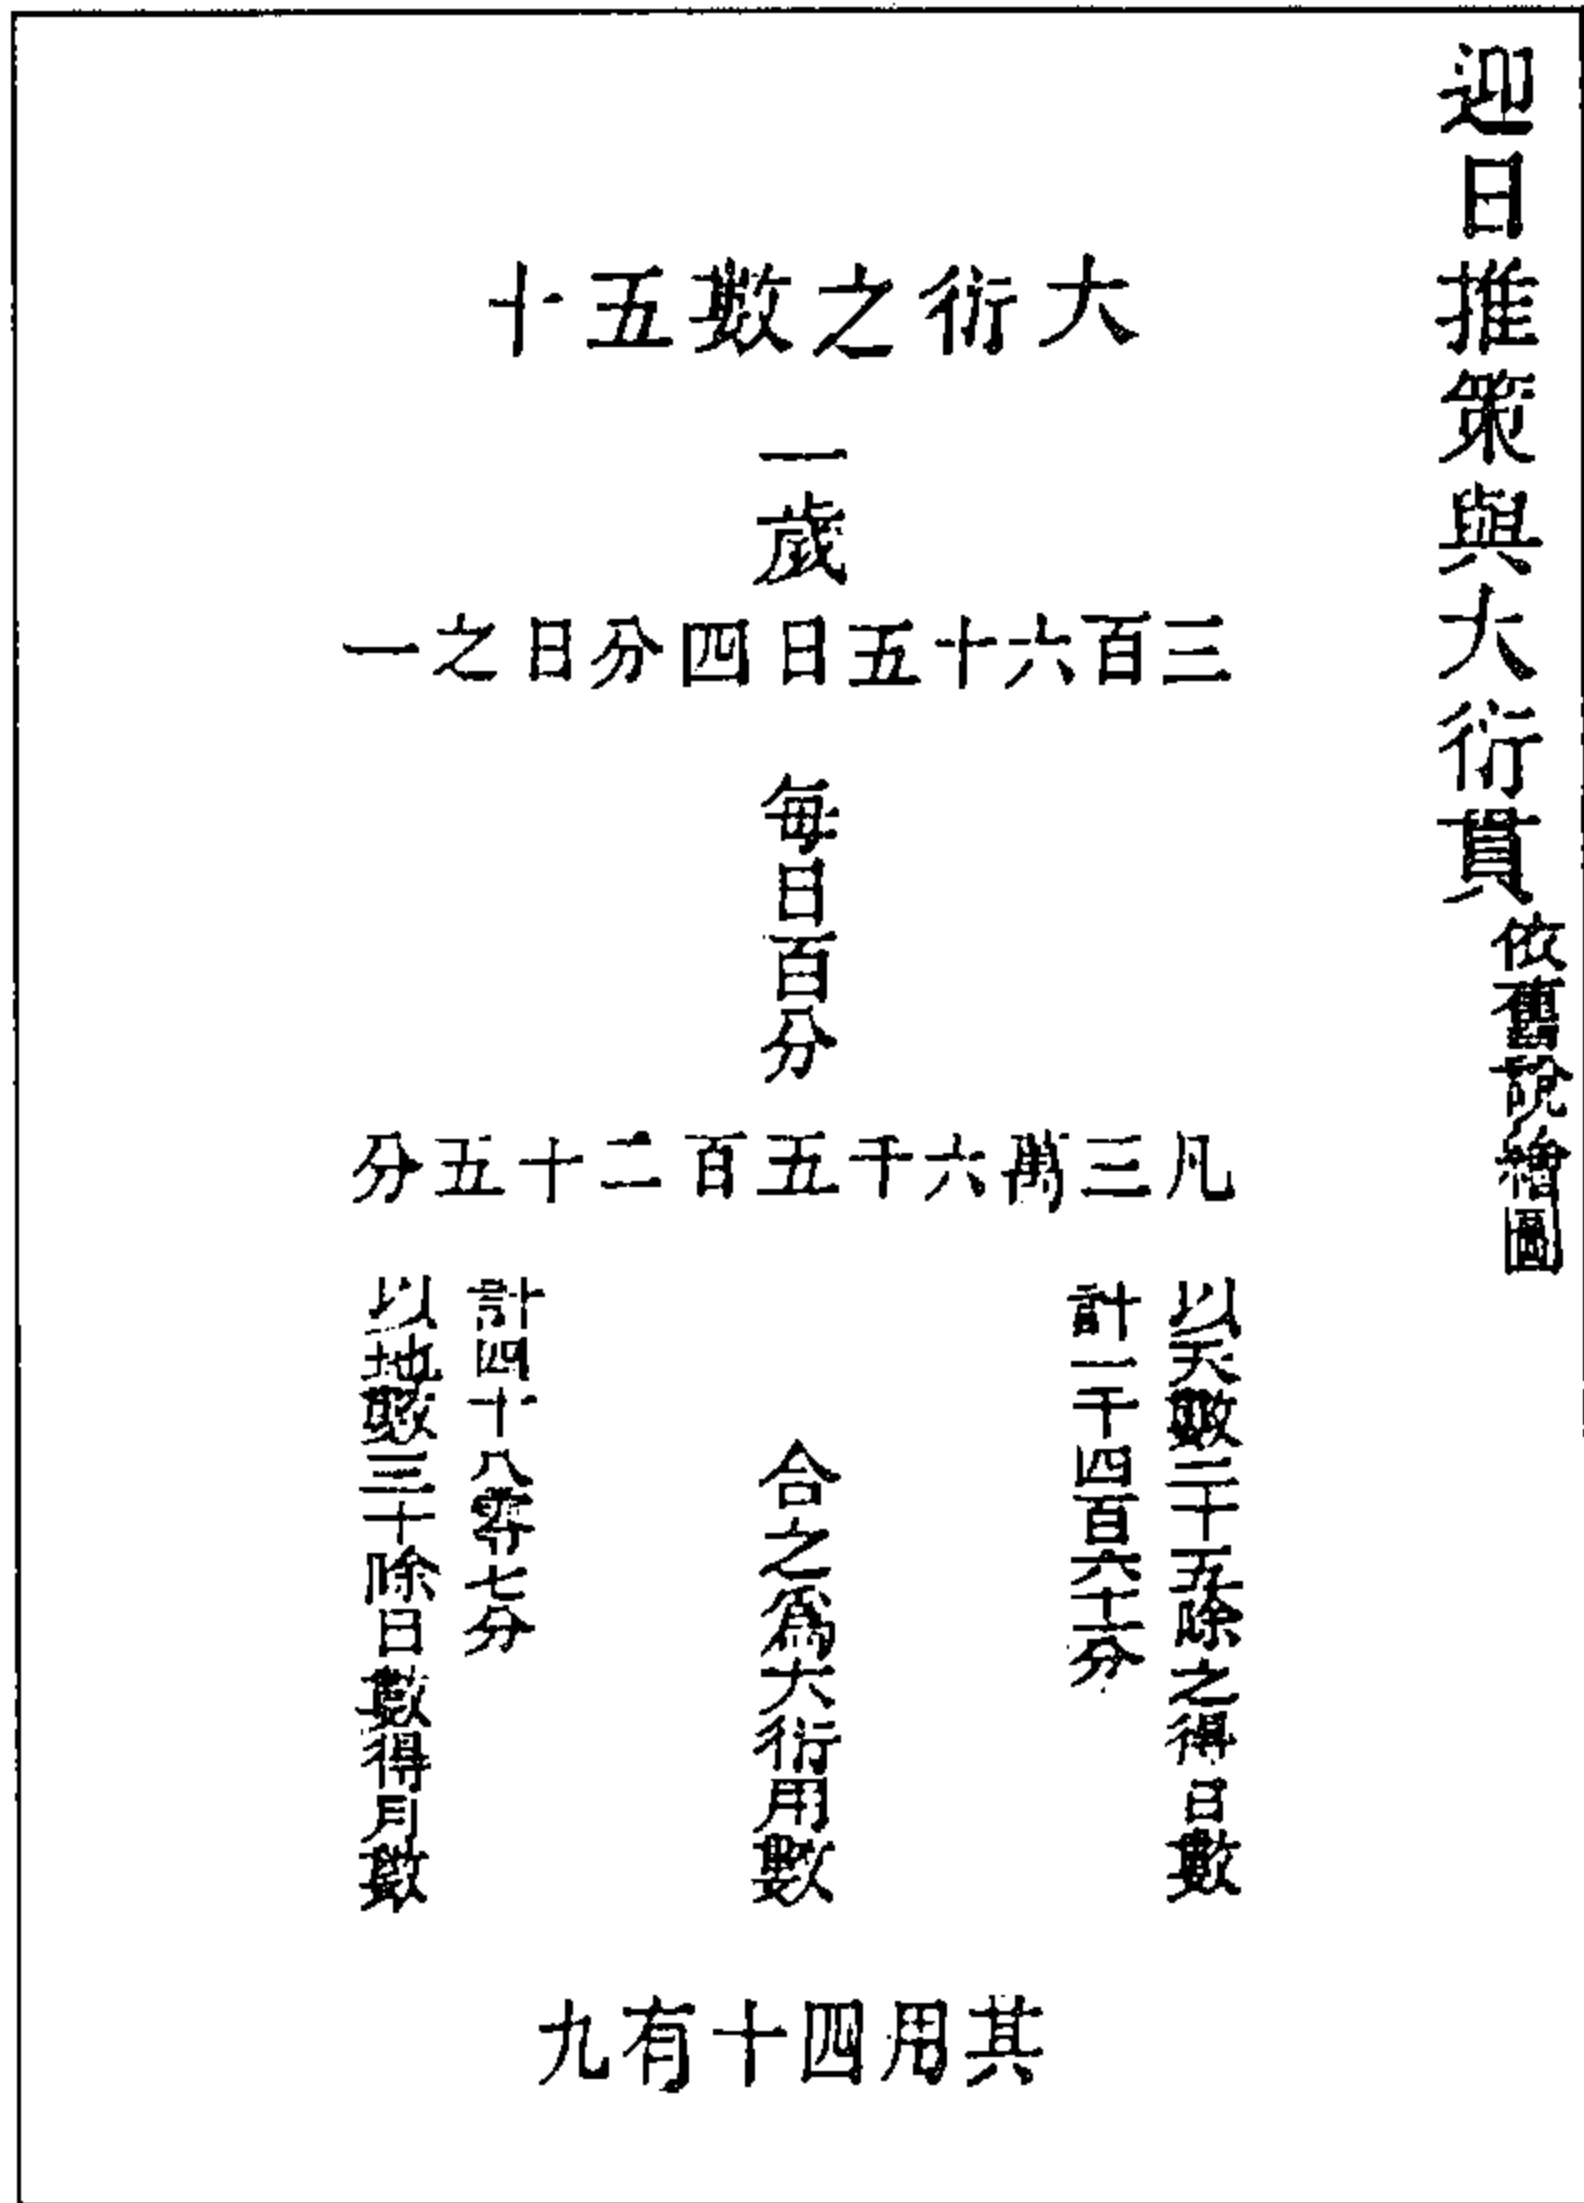 迎日推策與大衍貫
依舊説繪圖
大衍之數五十
一歲
三百六十五日四分日之一
每日百分
凡三萬六千五百二十五分
以天數二十五除之得日數
計一千四百六十一分
合之爲大衍用數
計四十八零七分
以地數三十除日數得月數
其用四十有九